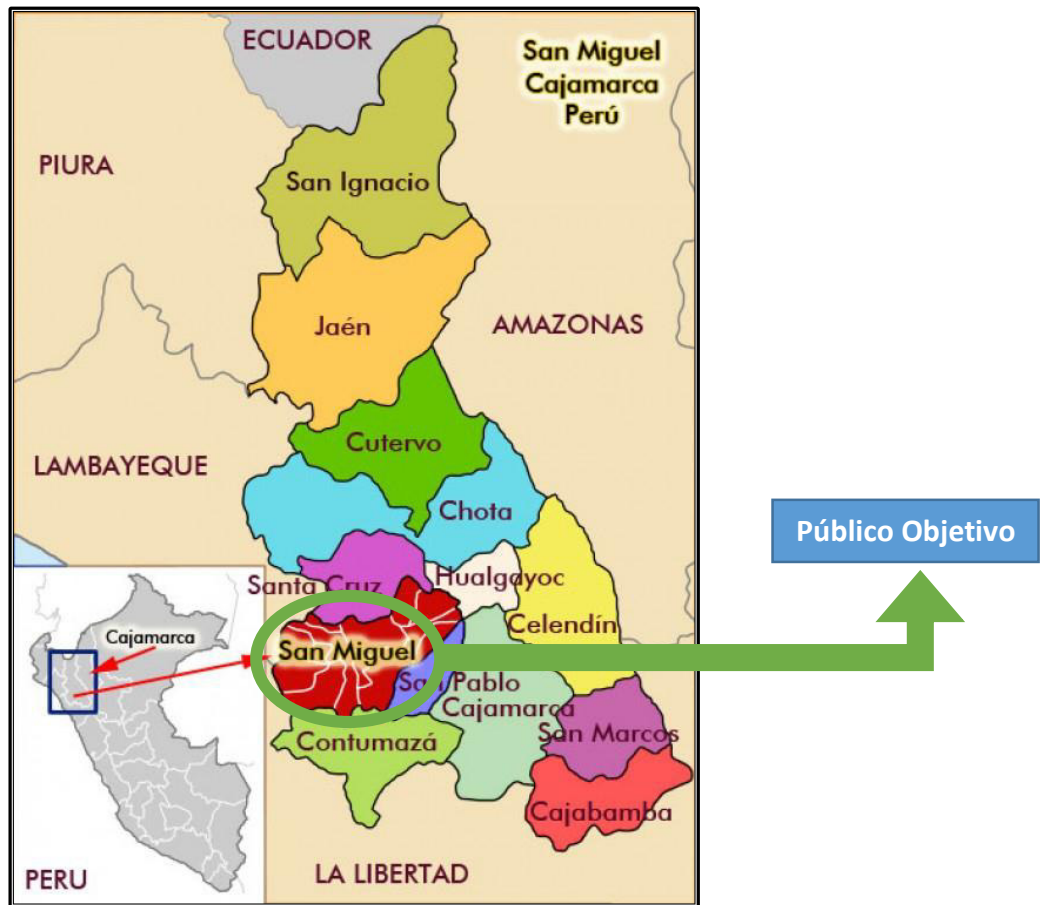 ECUADOR
San Miguel
Cajamarca
Perú
PIURA
San Ignacio
Jaén
AMAZONAS
Cutervo
LAMBAYEQUE
Chota
Público Objetivo
Santa Cruz
Hualgayoc
Celendín
Cajamarca
San Miguel
San Pablo
Cajamarca
San Marcos
Contumazá
Cajabamba
PERU
LA LIBERTAD